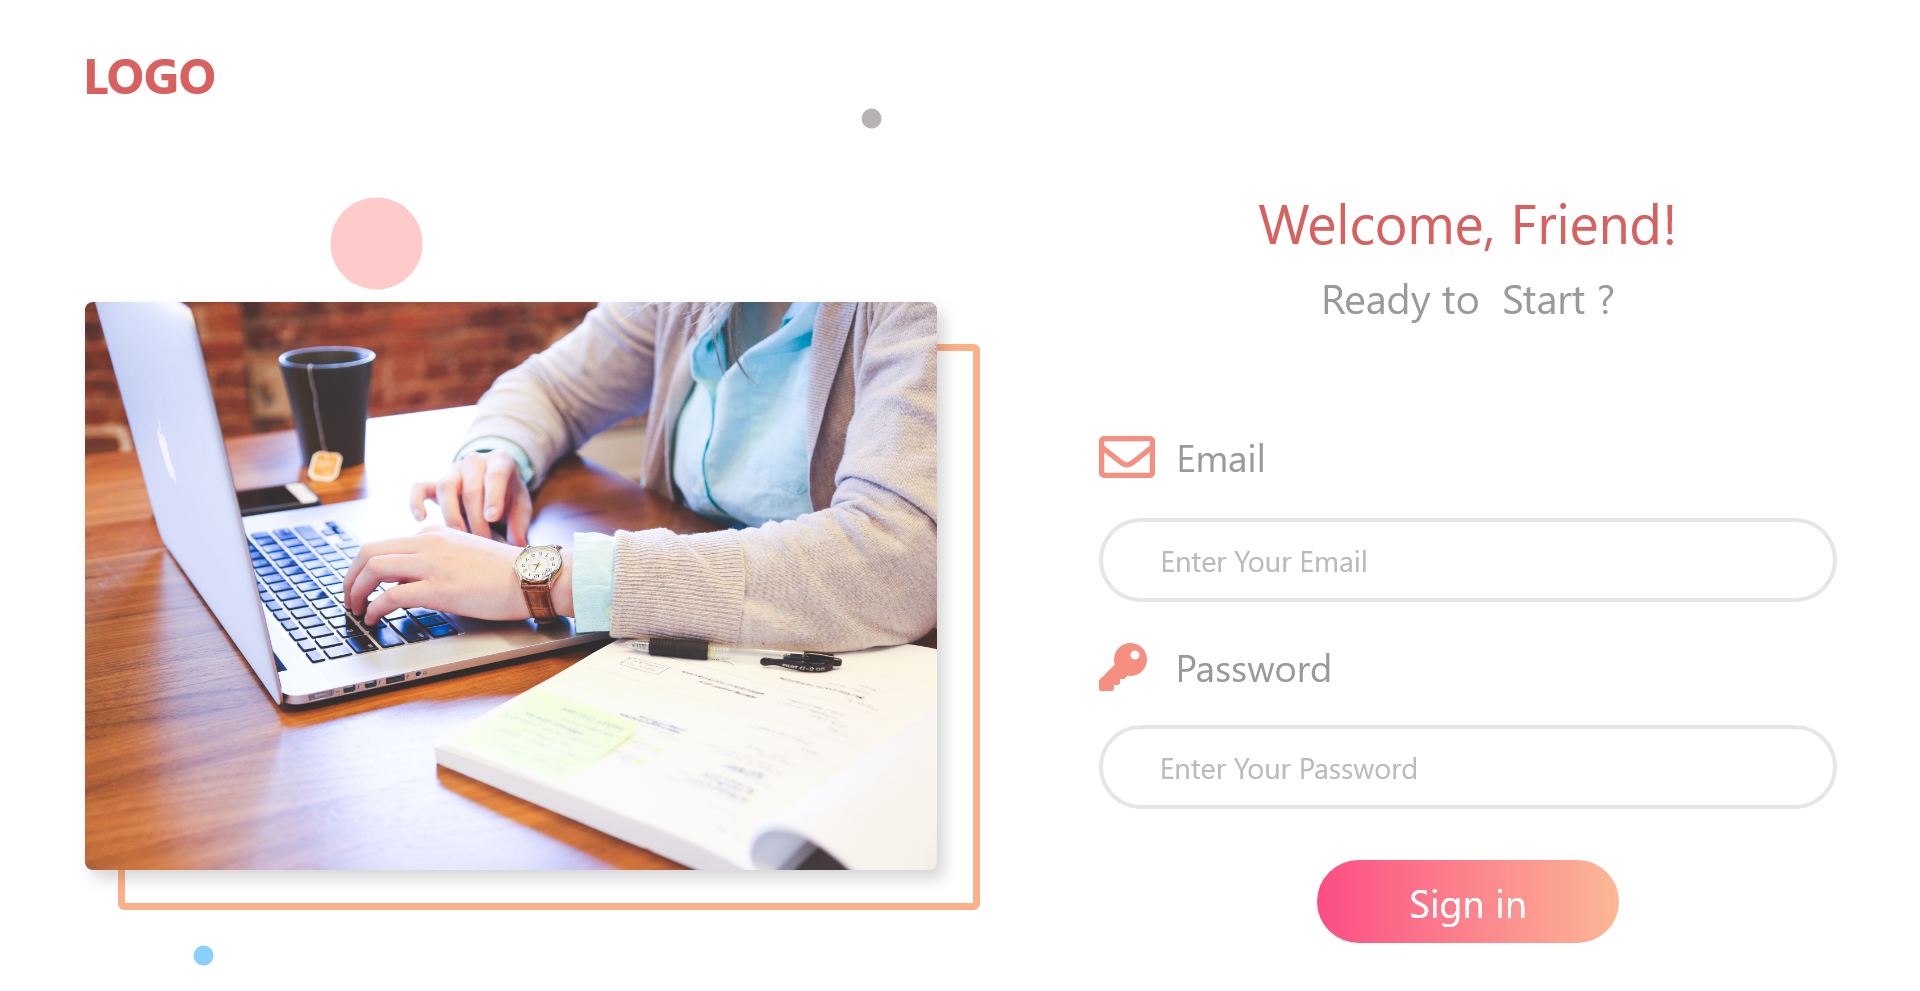 LOGO
Welcome, Friend!
Ready to  Start ?
Email
Enter Your Email
Password
Enter Your Password
Sign in